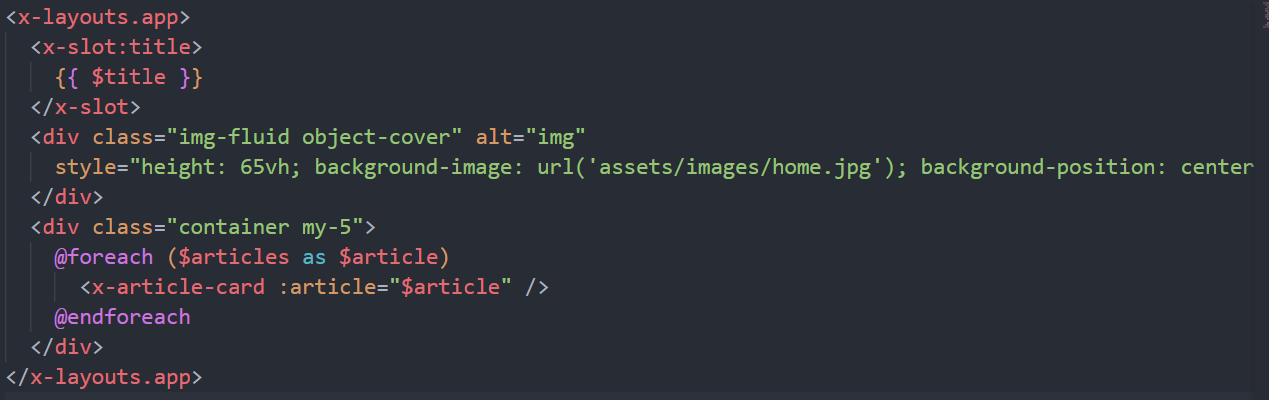 <x-layouts.app>
<x-slot:title>
{{ $title }}
</x-slot>
<div class="img-fluid object-cover" alt="img"
style="height: 65vh; background-image: url('assets/images/home.jpg'); background-position: center
</div>
<div class="container my-5">
@foreach ($articles as $article)
<x-article-card :article="$article" />
@endforeach
</div>
</x-layouts.app>